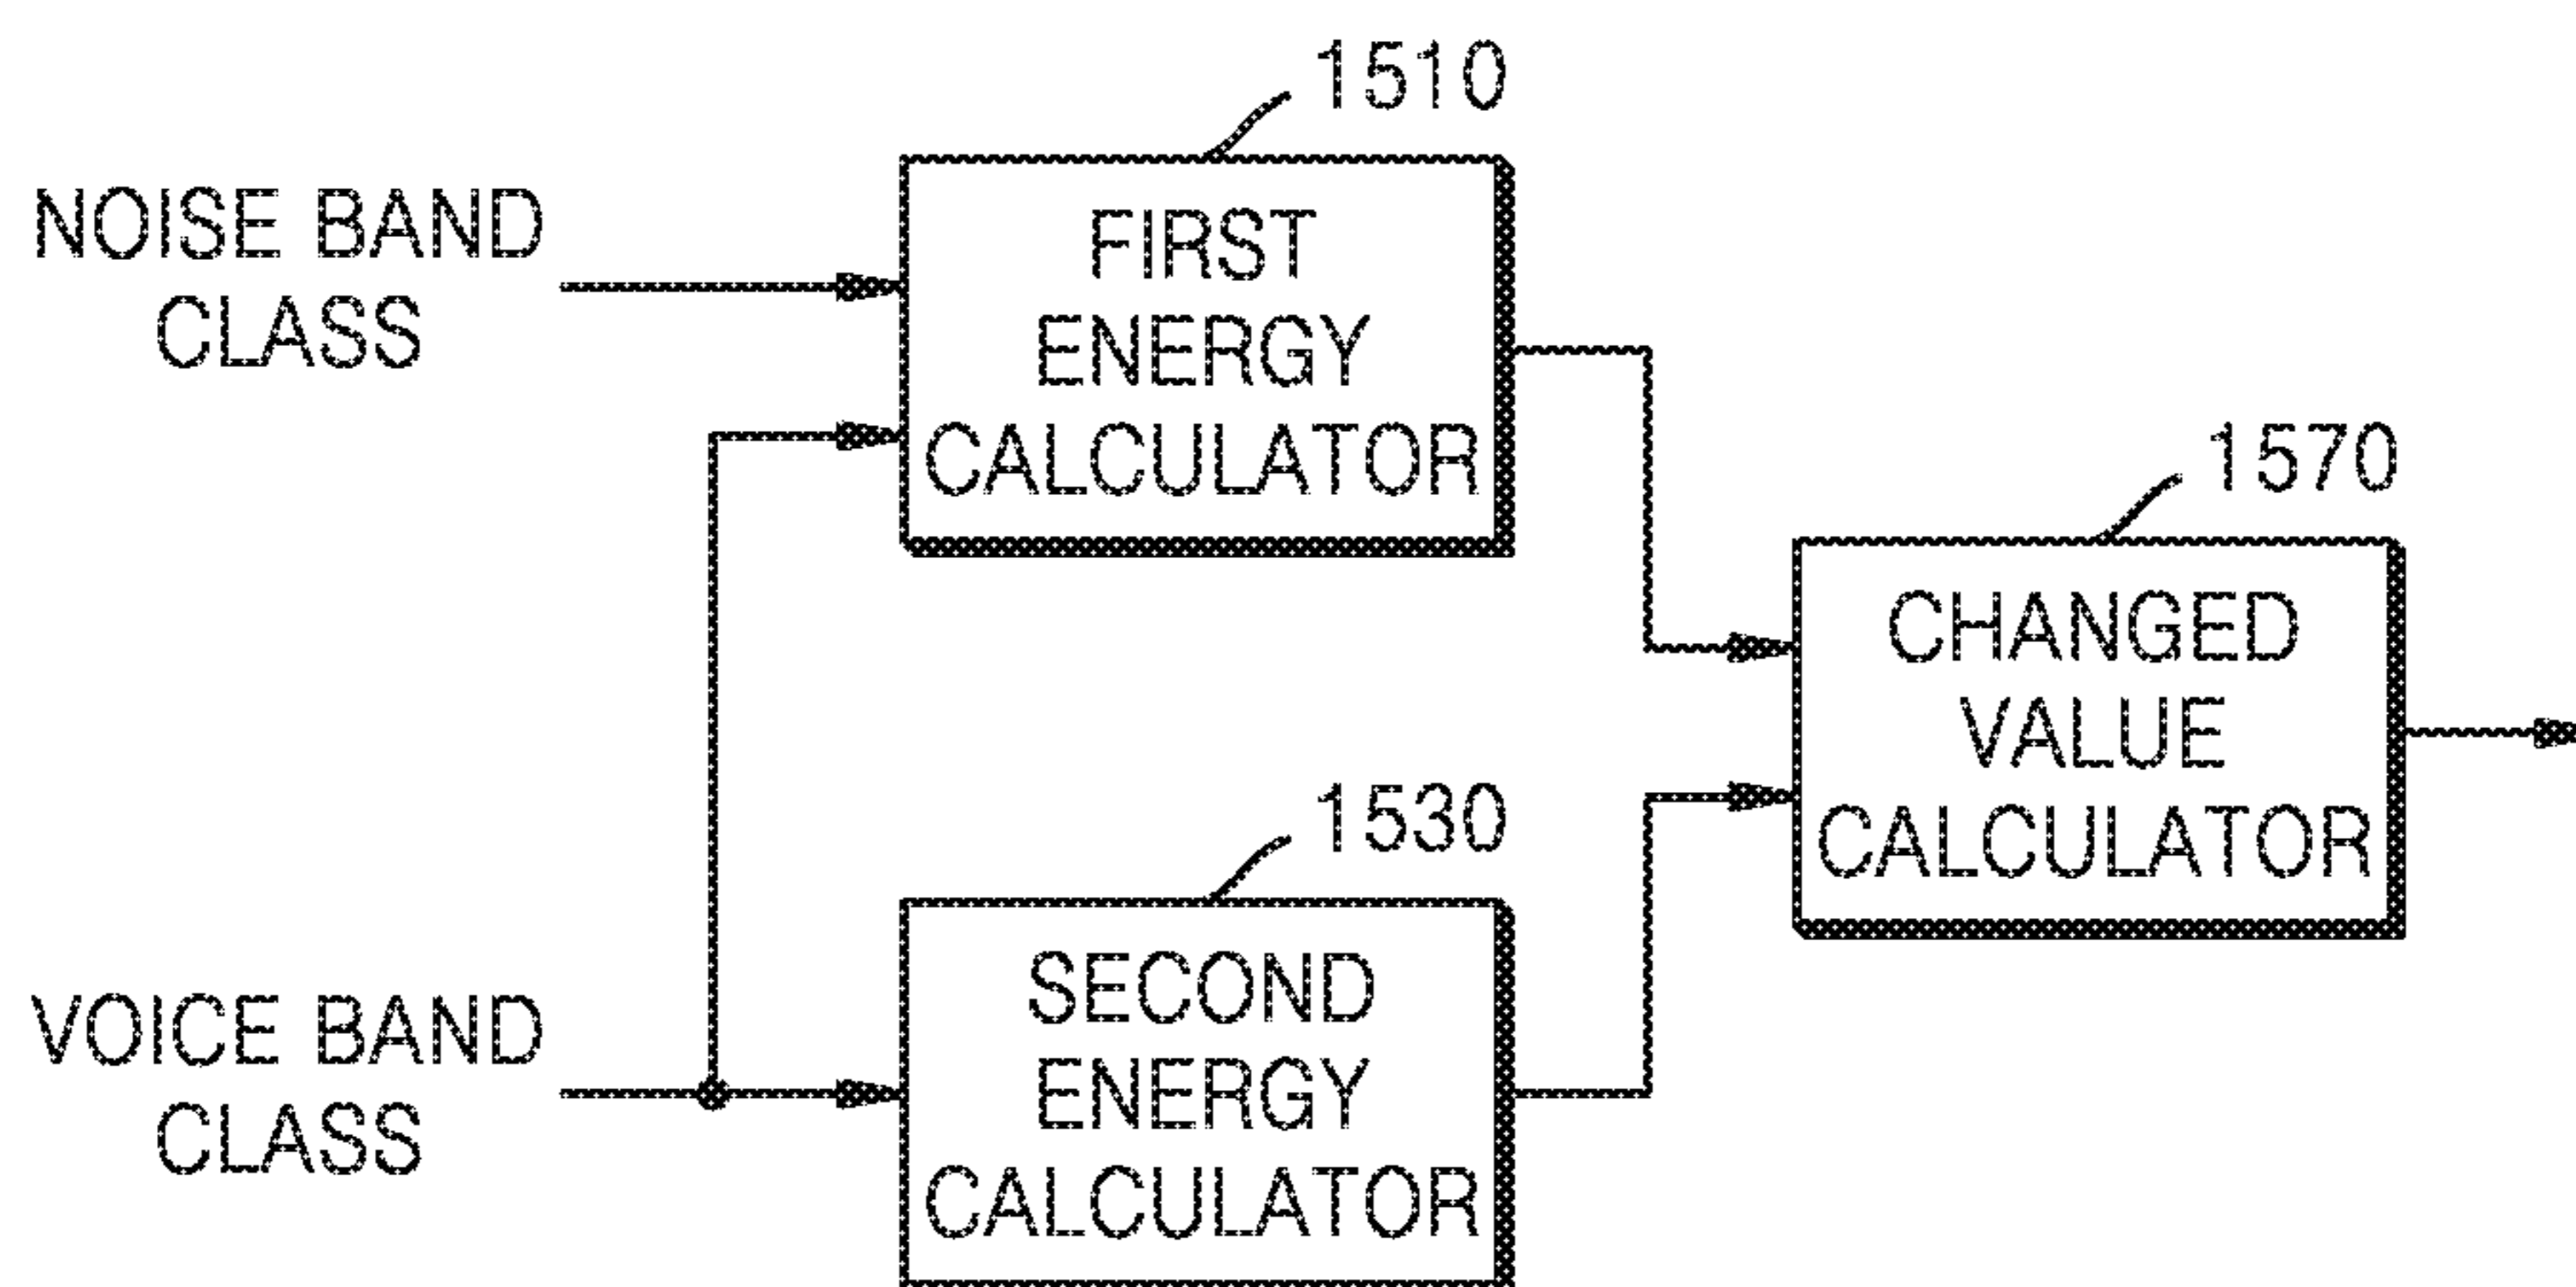 1510
NOISE BAND
CLASS
FIRST
ENERGY
CALCULATOR
1570
CHANGED
VALUE
CALCULATOR
1530
VOICE BAND
CLASS
SECOND
ENERGY
CALCULATOR